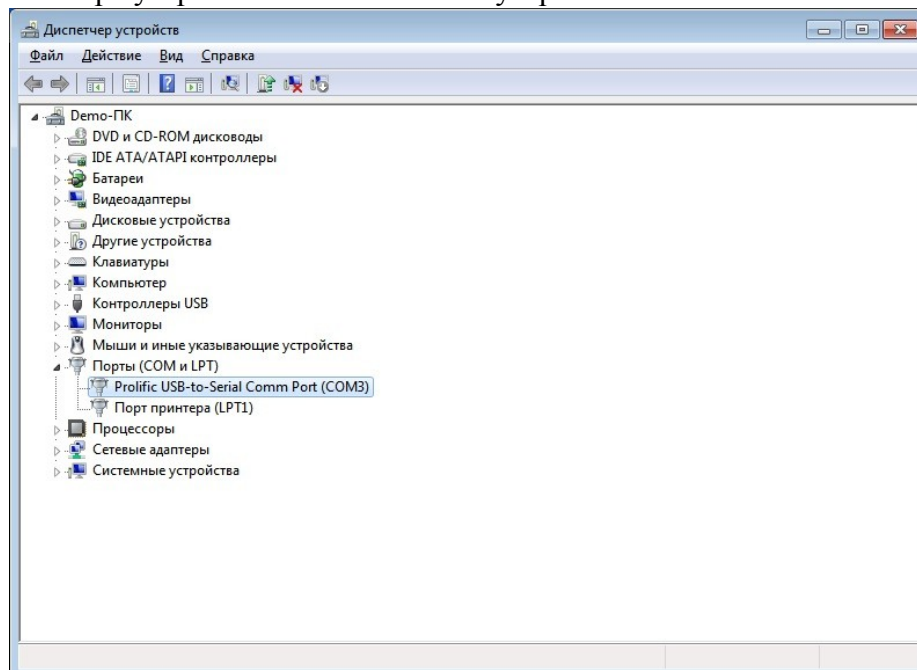 Диспетчер устройств
Файл Действие Вид Справка
Demo-ПК
DVD и CD-ROM дисководы
IDE ATA/ATAPI контроллеры
Батареи
Видеоадаптеры
Дисковые устройства
Другие устройства
Клавиатуры
Компьютер
Контроллеры USB
Мониторы
Мыши и иные указывающие устройства
Порты (COM и LPT)
Prolific USB-to-Serial Comm Port (COM3)
Порт принтера (LPT1)
Процессоры
Сетевые адаптеры
Системные устройства